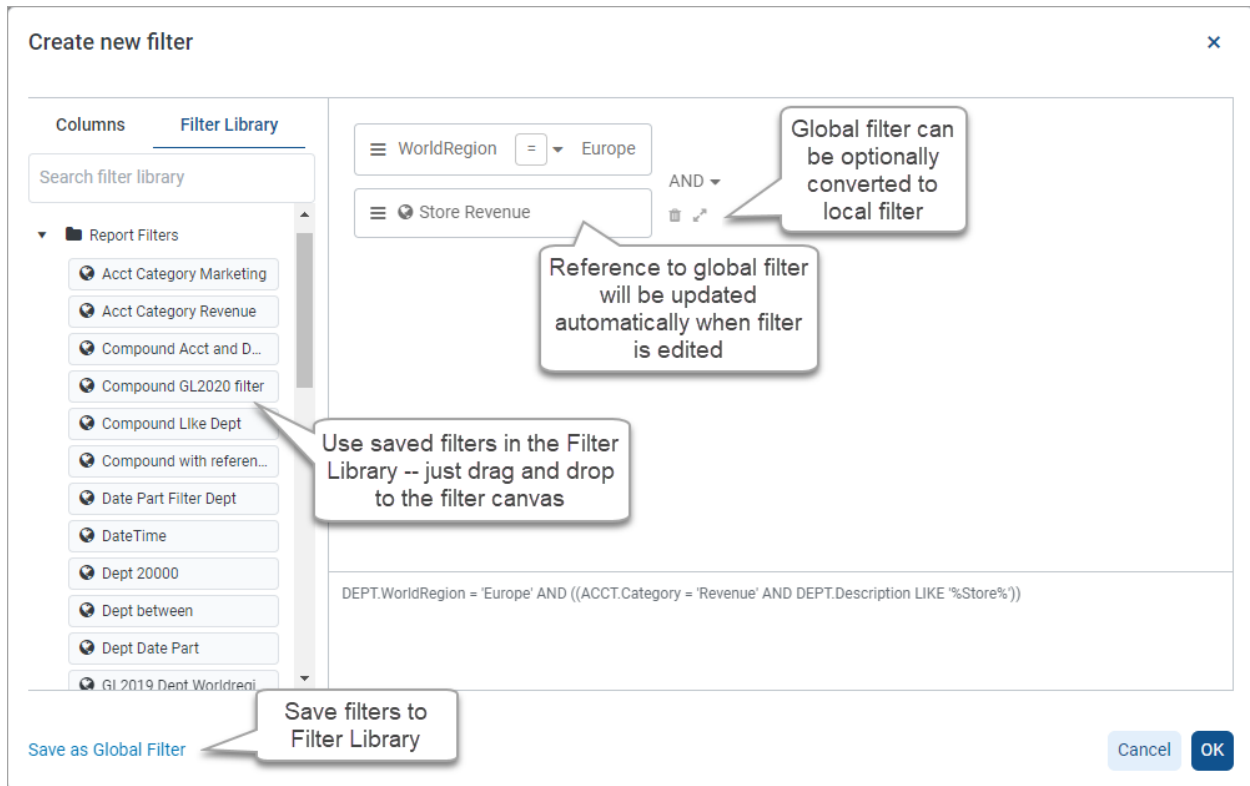 Create new filter
×
Columns
Filter Library
Search filter library
Report Filters
Acct Category Marketing
Acct Category Revenue
Compound Acct and D...
Compound GL2020 filter
Compound LIke Dept
Compound with referen...
Date Part Filter Dept
DateTime
Dept 20000
Dept between
Dept Date Part
GL2019 Dept Worldregi...
WorldRegion = Europe
Store Revenue
AND
Global filter can
be optionally
converted to
local filter
Reference to global filter
will be updated
automatically when filter
is edited
Use saved filters in the Filter
Library -- just drag and drop
to the filter canvas
DEPT.WorldRegion = 'Europe' AND ((ACCT.Category = 'Revenue' AND DEPT.Description LIKE '%Store%'))
Save filters to
Filter Library
Save as Global Filter
Cancel
OK